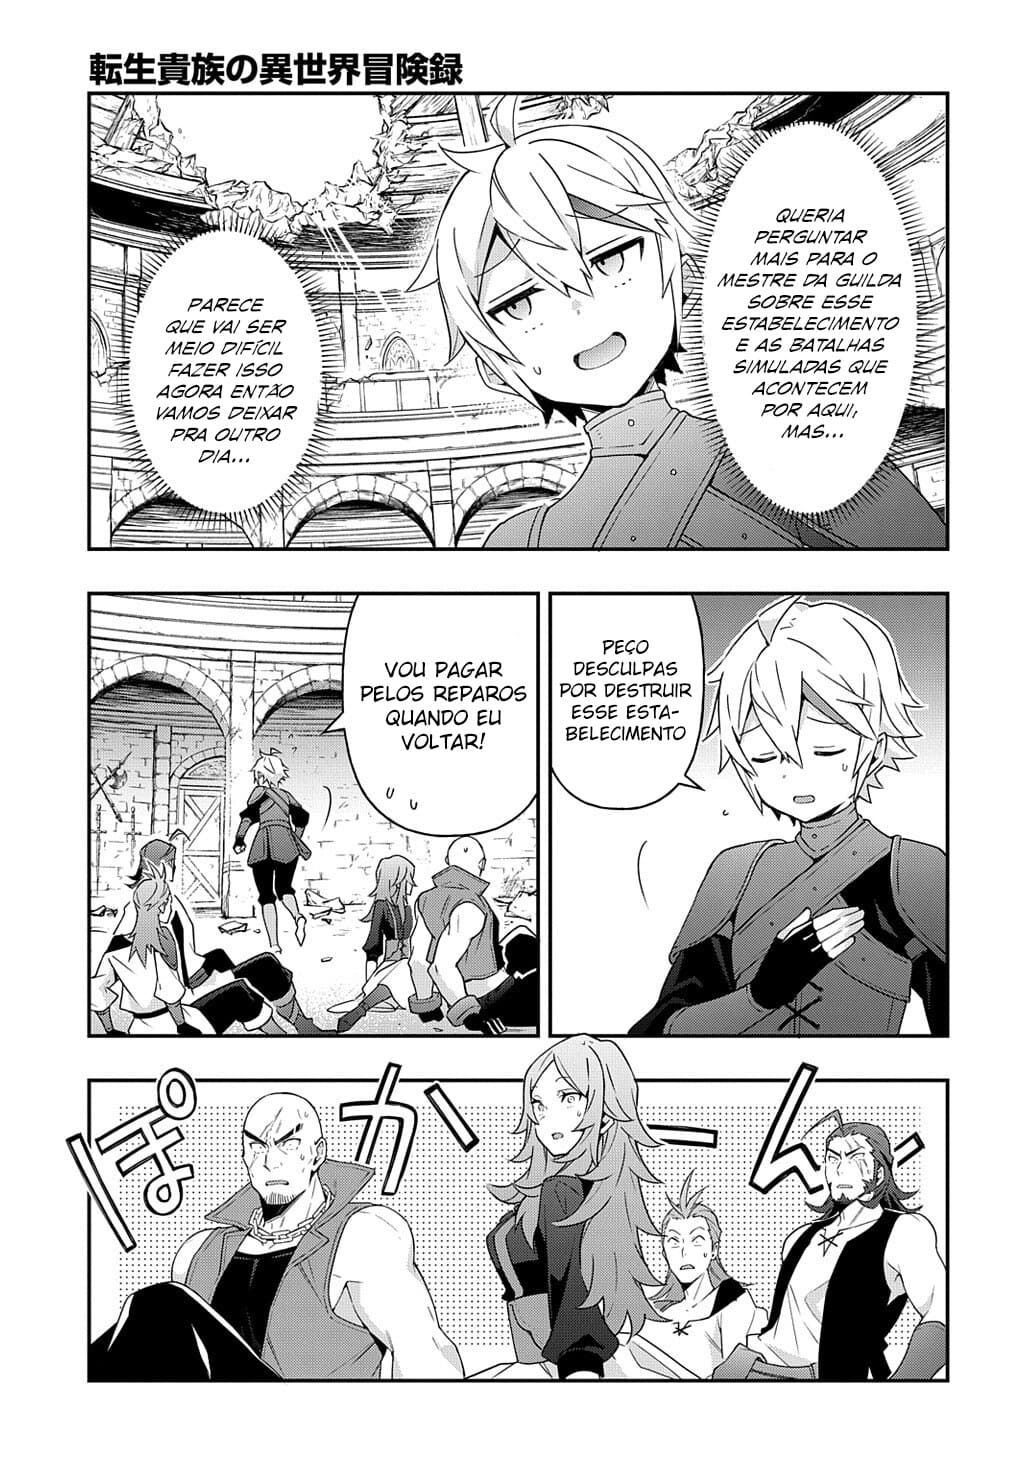 転生貴族の異世界冒険録
QUERIA
PERGUNTAR
MAIS PARA O
MESTRE DA GUILDA
SOBRE ESSE
ESTABELECIMENTO
E AS BATALHAS
SIMULADAS QUE
ACONTECEM
POR AQUI;
MAS...
PARECE
QUE VAI SER
MEIO DIFÍCIL
FAZER ISSO
AGORA ENTÃO
VAMOS DEIXAR
PRA OUTRO
DIA...
PEÇO
DESCULPAS
POR DESTRUIR
ESSE ESTA-
BELECIMENTO
VOU PAGAR
PELOS REPAROS
QUANDO EU
VOLTAR!
ぽかーん